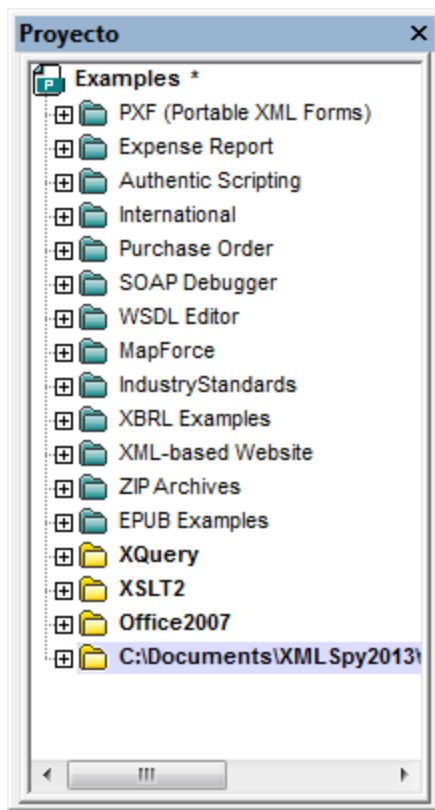 Proyecto
Examples *
PXF (Portable XML Forms)
Expense Report
Authentic Scripting
International
Purchase Order
SOAP Debugger
WSDL Editor
MapForce
IndustryStandards
XBRL Examples
XML-based Website
ZIP Archives
EPUB Examples
XQuery
XSLT2
Office2007
C:\Documents\XMLSpy2013\